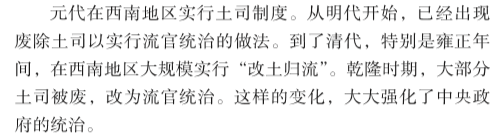 元代在西南地区实行土司制度。从明代开始，已经出现
废除土司以实行流官统治的做法。到了清代，特别是雍正年
间，在西南地区大规模实行“改土归流”。乾隆时期，大部分
土司被废，改为流官统治。这样的变化，大大强化了中央政
府的统治。